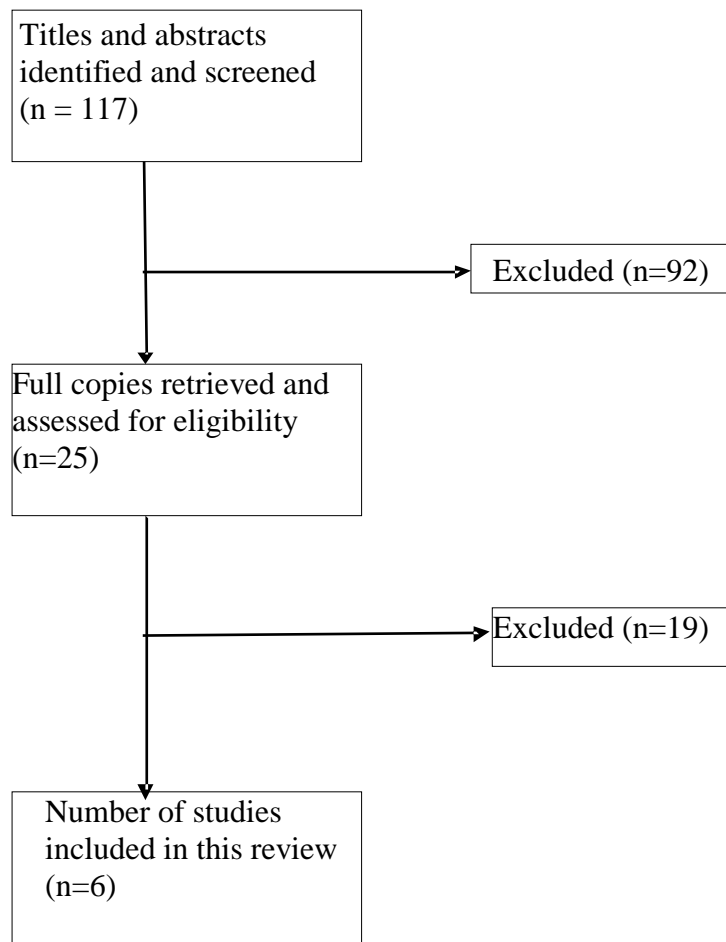 Titles and abstracts
identified and screened
(n = 117)
Excluded (n=92)
Full copies retrieved and
assessed for eligibility
(n=25)
Excluded (n=19)
Number of studies
included in this review
(n=6)